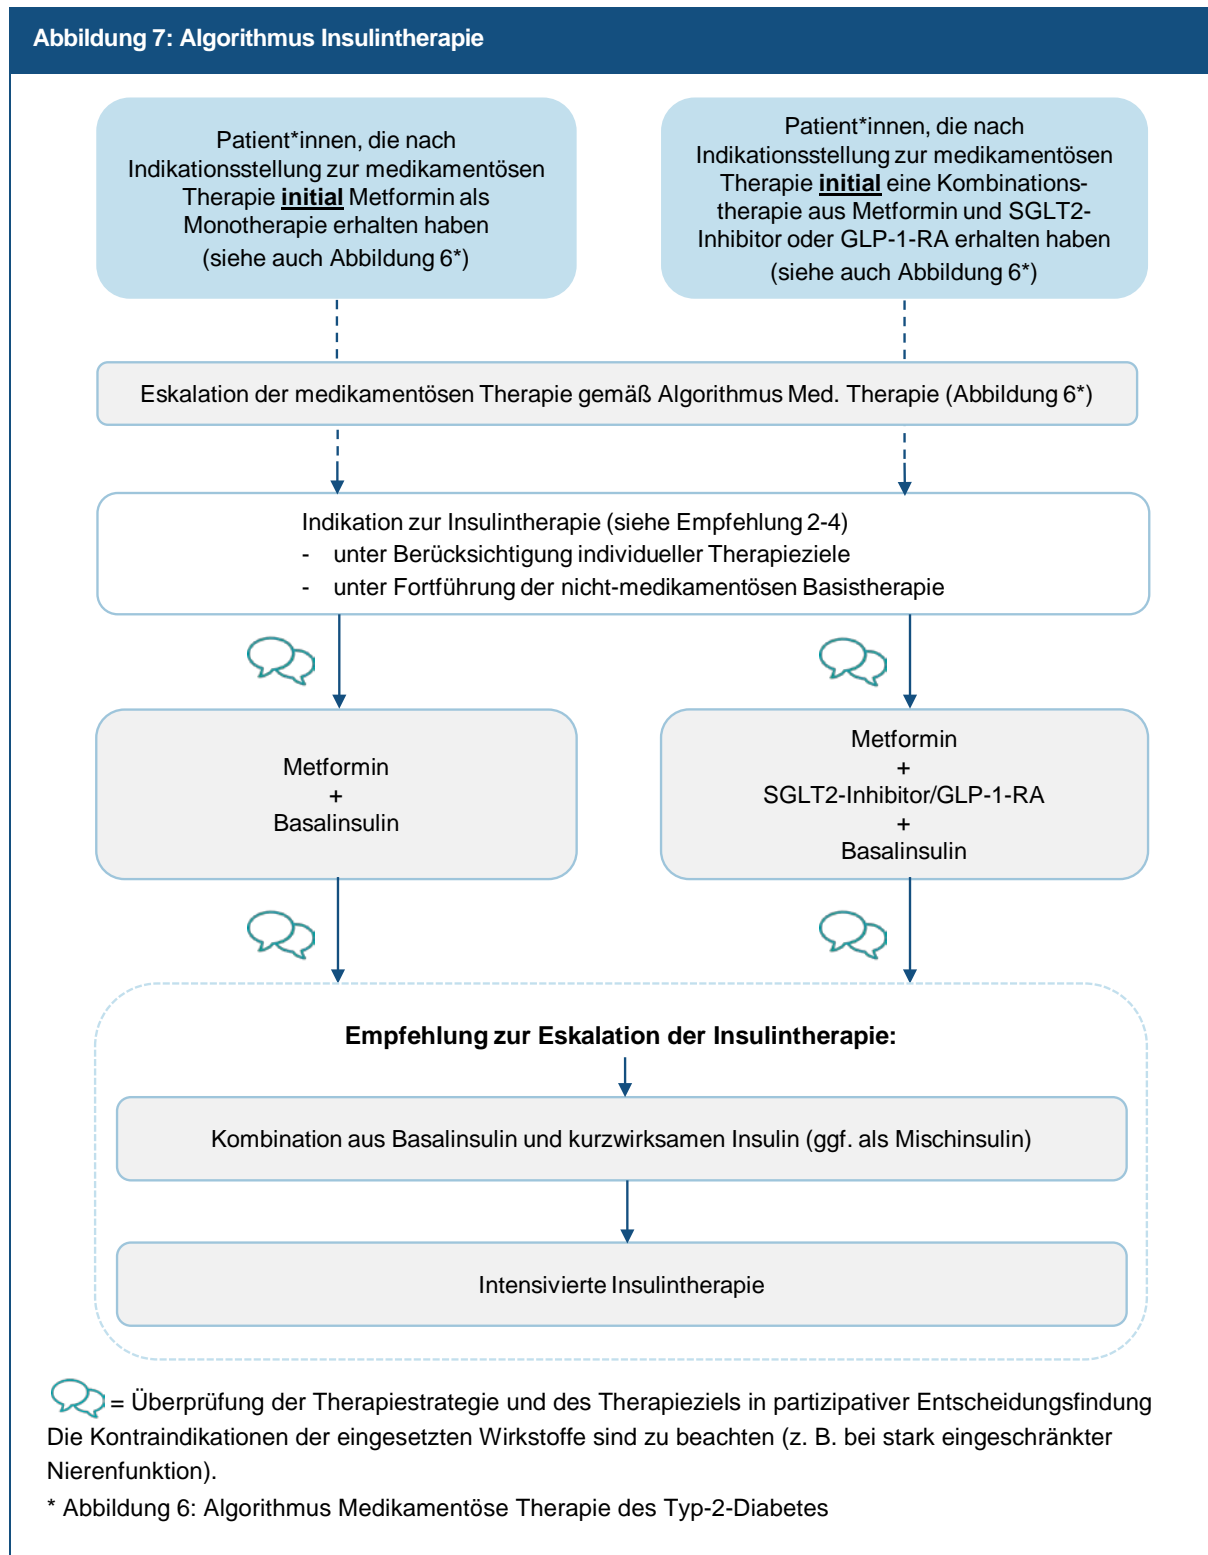 Abbildung 7: Algorithmus Insulintherapie
Patient*innen, die nach
Indikationsstellung zur medikamentösen
Therapie initial Metformin als
Monotherapie erhalten haben
(siehe auch Abbildung 6*)
Patient*innen, die nach
Indikationsstellung zur medikamentösen
Therapie initial eine Kombinations-
therapie aus Metformin und SGLT2-
Inhibitor oder GLP-1-RA erhalten haben
(siehe auch Abbildung 6*)
Eskalation der medikamentösen Therapie gemäß Algorithmus Med. Therapie (Abbildung 6*)
Indikation zur Insulintherapie (siehe Empfehlung 2-4)
- unter Berücksichtigung individueller Therapieziele
- unter Fortführung der nicht-medikamentösen Basistherapie
Metformin
+
Basalinsulin
Metformin
+
SGLT2-Inhibitor/GLP-1-RA
+
Basalinsulin
Empfehlung zur Eskalation der Insulintherapie:
Kombination aus Basalinsulin und kurzwirksamen Insulin (ggf. als Mischinsulin)
Intensivierte Insulintherapie
= Überprüfung der Therapiestrategie und des Therapieziels in partizipativer Entscheidungsfindung
Die Kontraindikationen der eingesetzten Wirkstoffe sind zu beachten (z. B. bei stark eingeschränkter
Nierenfunktion).
* Abbildung 6: Algorithmus Medikamentöse Therapie des Typ-2-Diabetes